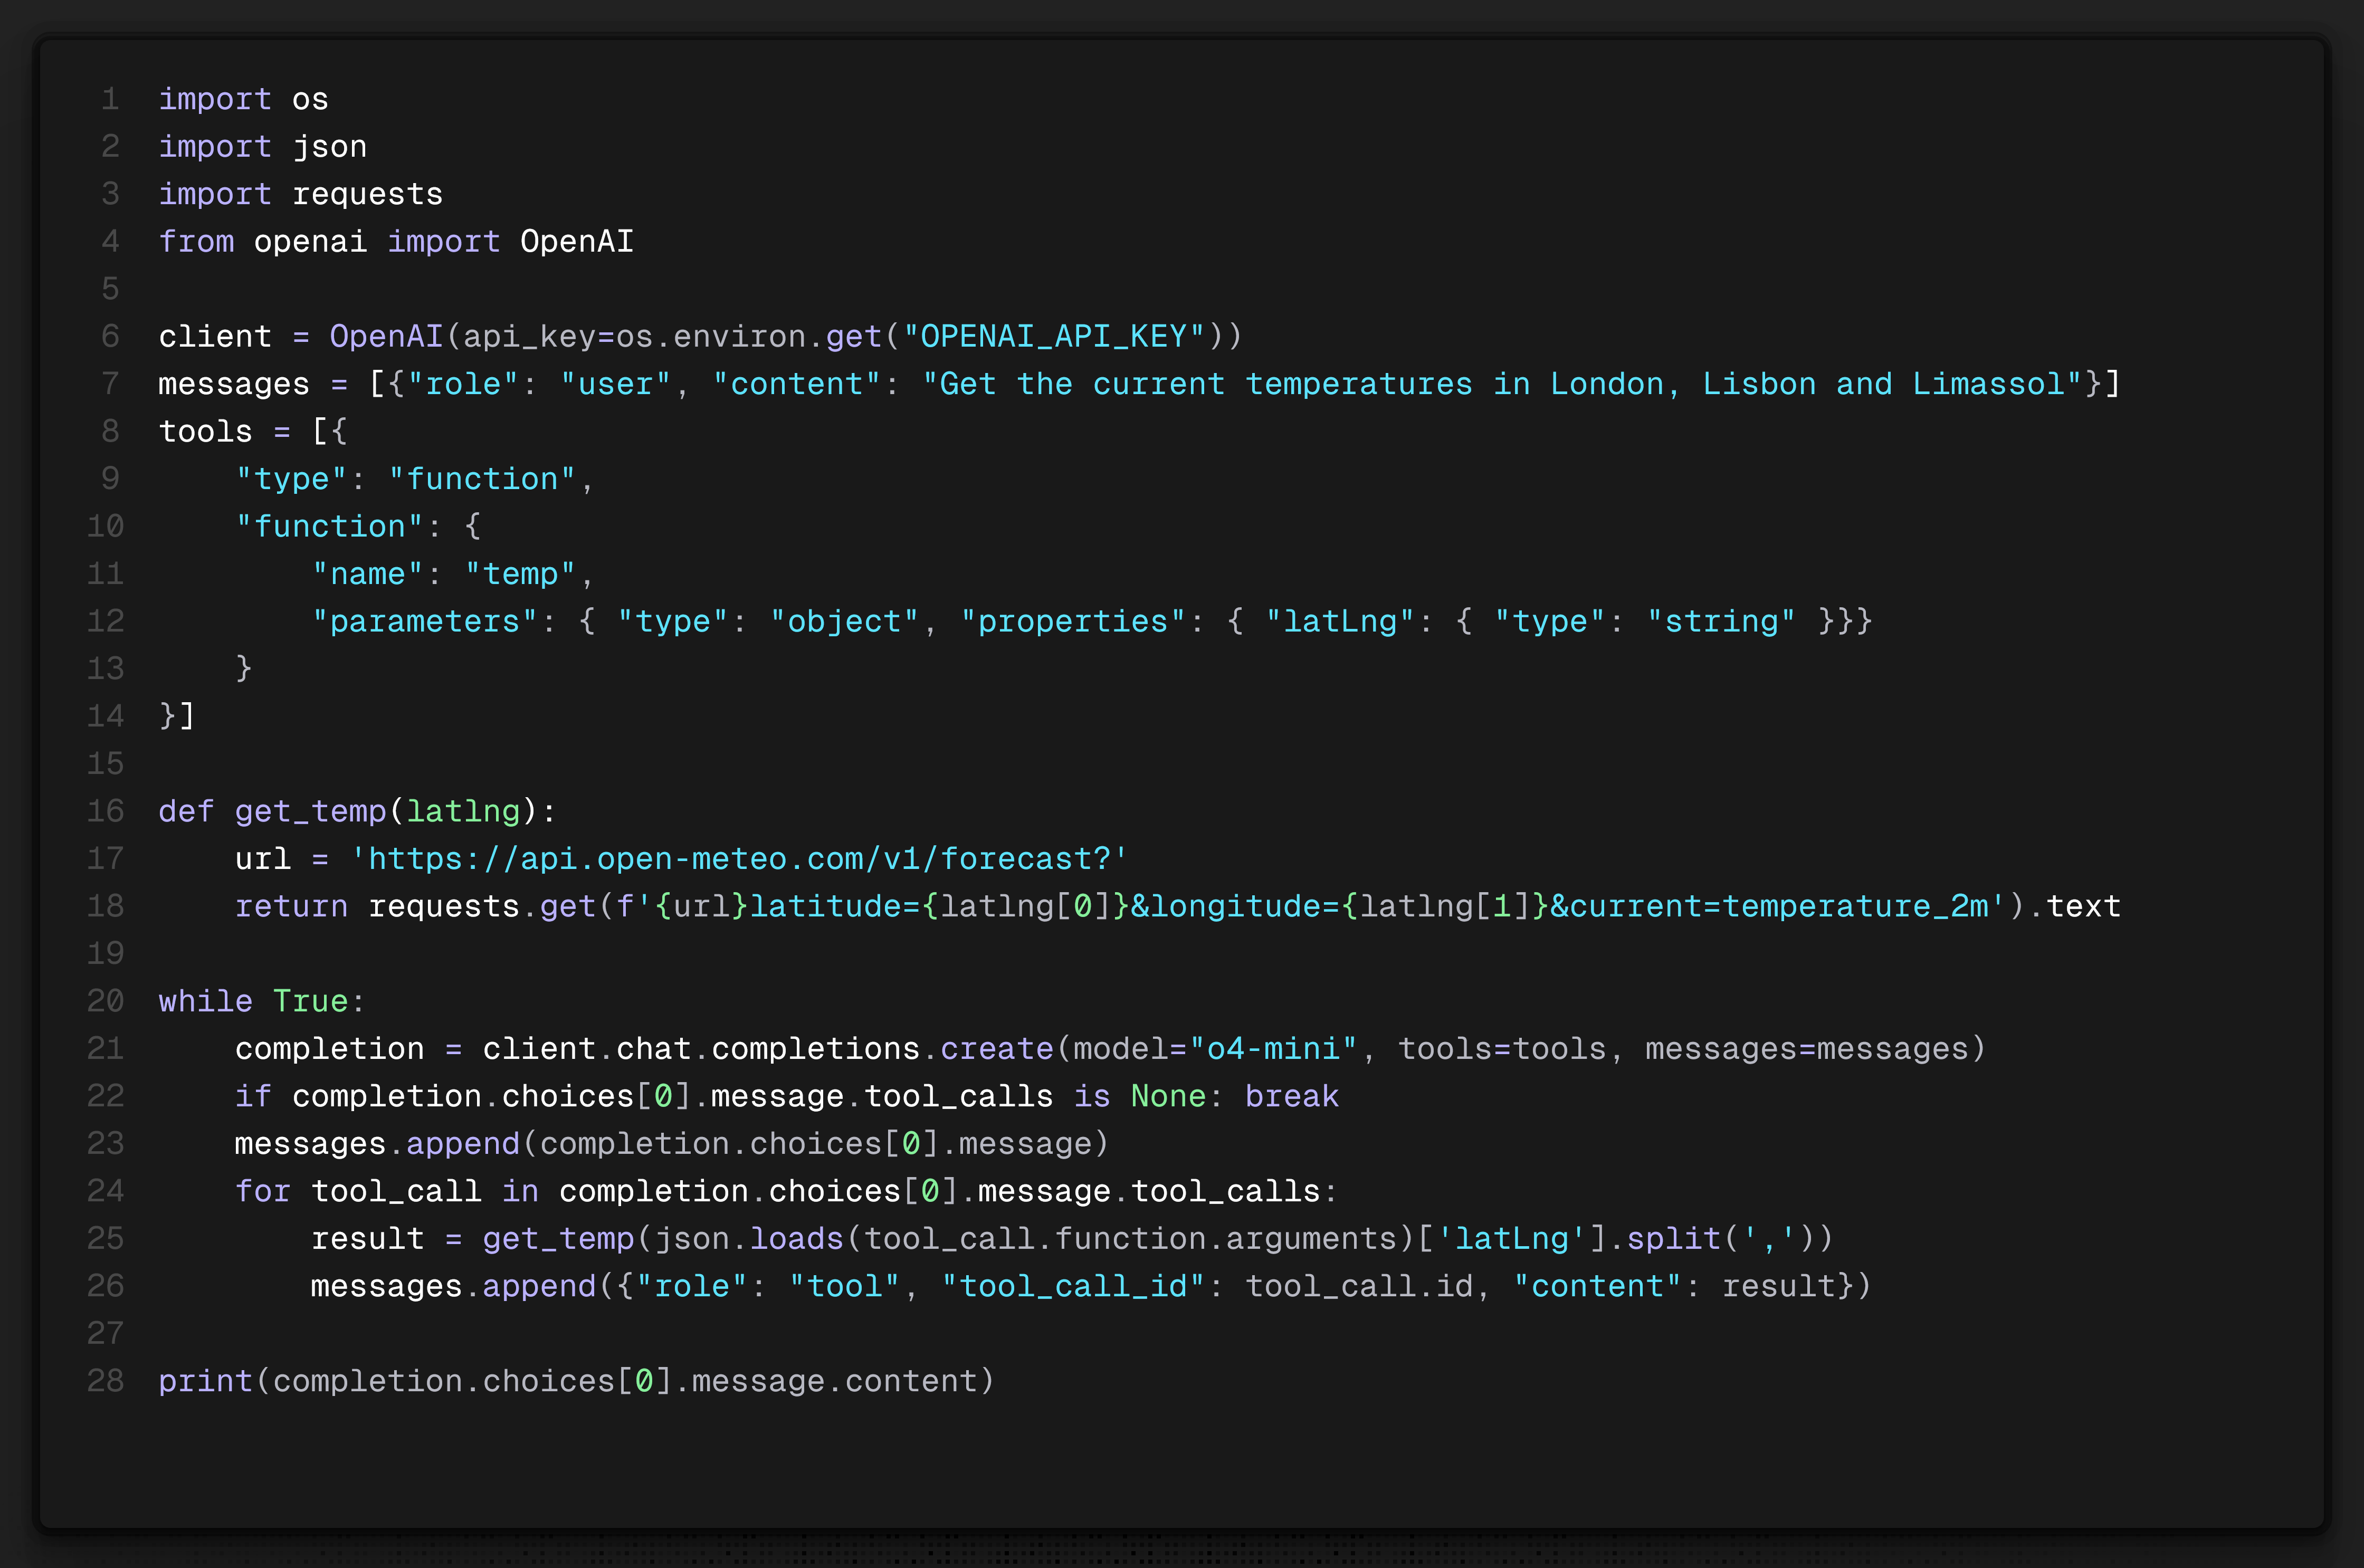 1 import os
2 import json
3 import requests
4 from openai import OpenAI
5
6 client = OpenAI(api_key=os.environ.get("OPENAI_API_KEY"))
7 messages = [{"role": "user", "content": "Get the current temperatures in London, Lisbon and Limassol"}]
8 tools = [{
9     "type": "function",
10     "function": {
11         "name": "temp",
12         "parameters": { "type": "object", "properties": { "latLng": { "type": "string" }}}
13     }
14 }]
15
16 def get_temp(latlng):
17     url = 'https://api.open-meteo.com/v1/forecast?'
18     return requests.get(f'{url}latitude={latlng[0]}&longitude={latlng[1]}&current=temperature_2m').text
19
20 while True:
21     completion = client.chat.completions.create(model="o4-mini", tools=tools, messages=messages)
22     if completion.choices[0].message.tool_calls is None: break
23     messages.append(completion.choices[0].message)
24     for tool_call in completion.choices[0].message.tool_calls:
25         result = get_temp(json.loads(tool_call.function.arguments)['latLng'].split(','))
26         messages.append({"role": "tool", "tool_call_id": tool_call.id, "content": result})
27
28 print(completion.choices[0].message.content)